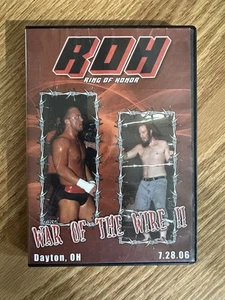 ROH
RING OF HONOR
WAR OF THE WIRE II
Dayton, OH 7.28.06